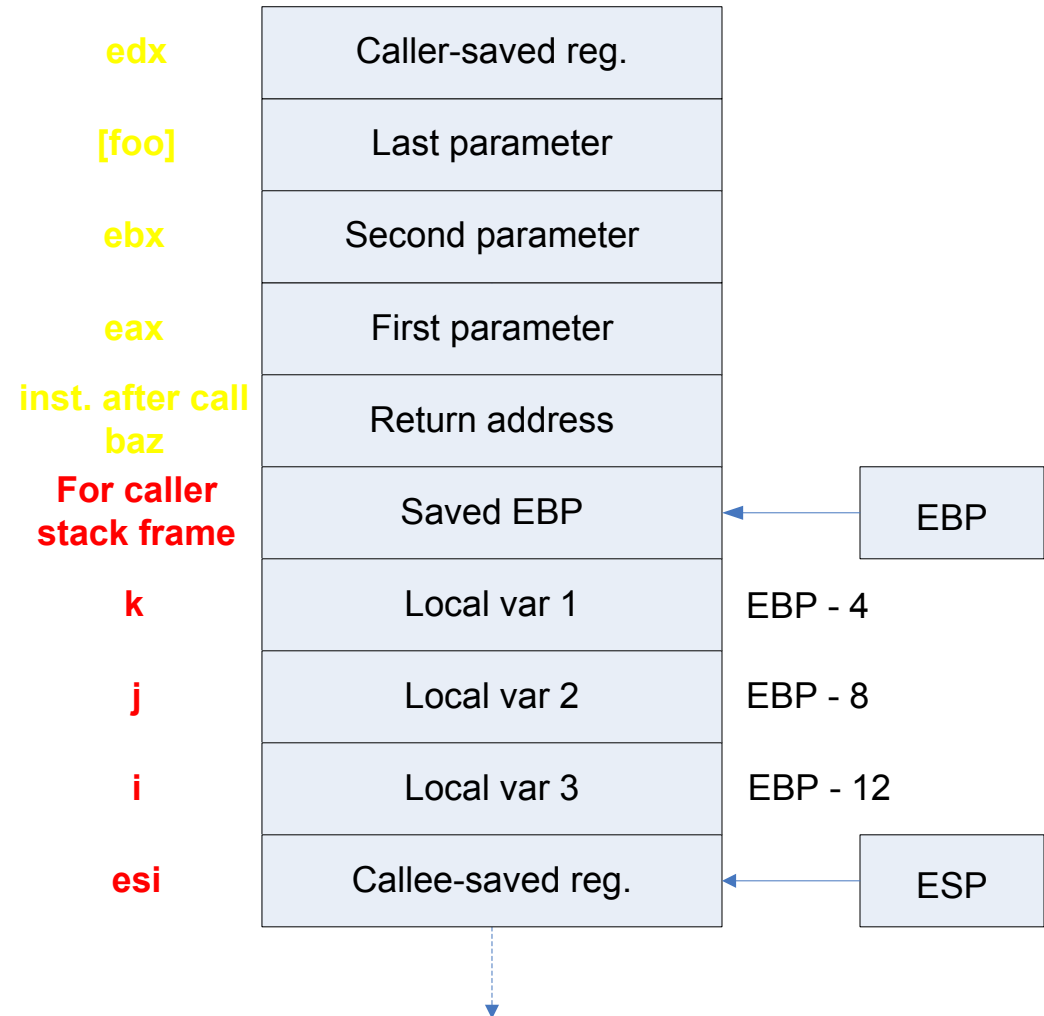 edx
Caller-saved reg.
[foo]
Last parameter
ebx
Second parameter
eax
First parameter
inst. after call
baz
Return address
For caller
stack frame
Saved EBP
EBP
k
Local var 1
EBP - 4
j
Local var 2
EBP - 8
i
Local var 3
EBP - 12
esi
Callee-saved reg.
ESP